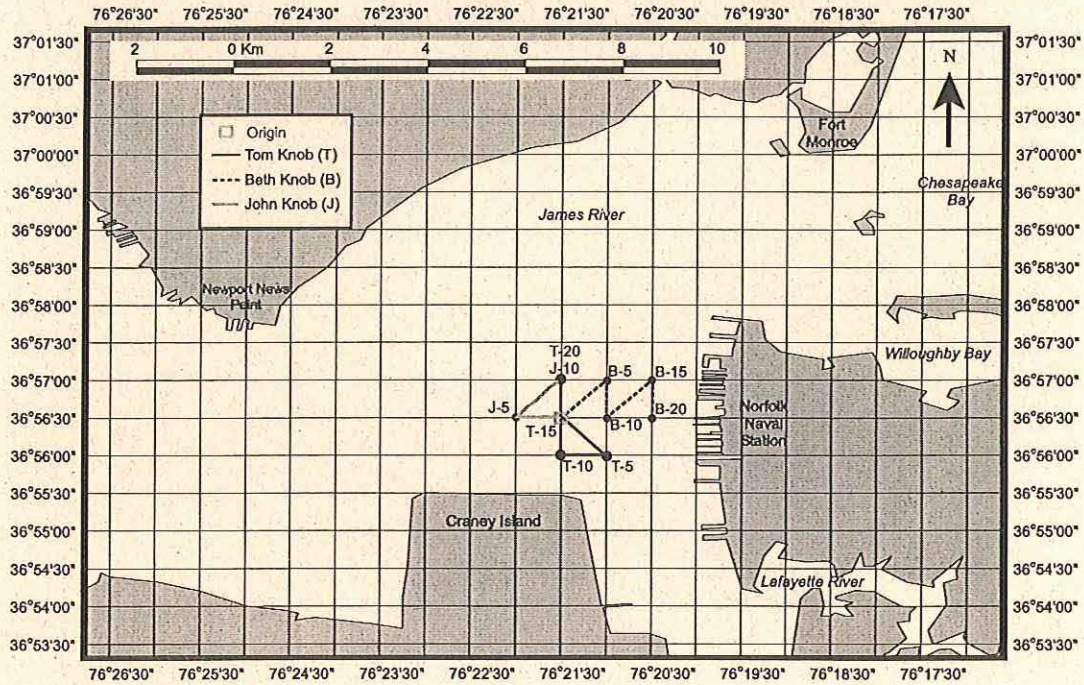 76°26'30" 76°25'30" 76°24'30" 76°23'30" 76°22'30" 76°21'30" 76°20'30" 76°19'30" 76°18'30" 76°17'30"
37°01'30" 2 0 Km 2 4 6 8 10 37°01'30"
37°01'00" N 37°01'00"
37°00'30" Origin Fort 37°00'30"
Tom Knob (T) Monroe
37°00'00" Beth Knob (B) 37°00'00"
36°59'30" John Knob (J) Chesapeake 36°59'30"
Bay
James River
36°59'00" 36°59'00"
36°58'30" 36°58'30"
Newport News
36°58'00" Point 36°58'00"
36°57'30" T-20 Willoughby Bay 36°57'30"
36°57'00" J-10 B-5 B-15 36°57'00"
J-5 Norfolk
36°56'30" T-15 B-10 B-20 Naval 36°56'30"
Station
36°56'00" T-10 T-5 36°56'00"
36°55'30" 36°55'30"
36°55'00" Craney Island 36°55'00"
36°54'30" Lafayette River 36°54'30"
36°54'00" 36°54'00"
36°53'30" 36°53'30"
76°26'30" 76°25'30" 76°24'30" 76°23'30" 76°22'30" 76°21'30" 76°20'30" 76°19'30" 76°18'30" 76°17'30"